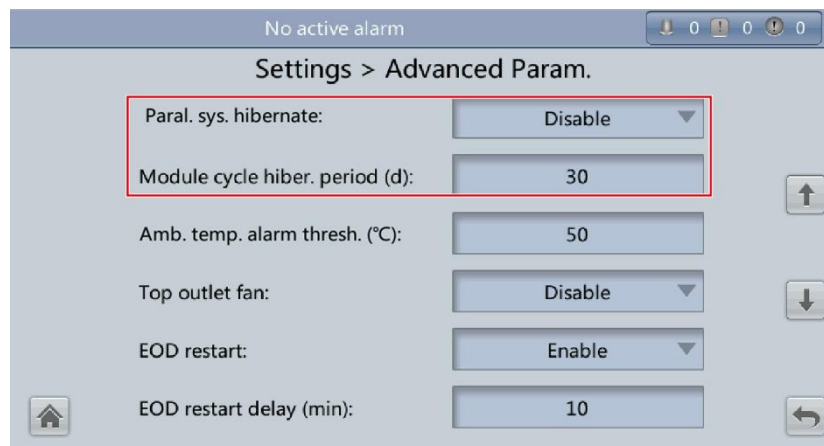 No active alarm
0 0 0
Settings > Advanced Param.
Paral. sys. hibernate: Disable
Module cycle hiber. period (d): 30
Amb. temp. alarm thresh. (℃): 50
Top outlet fan: Disable
EOD restart: Enable
EOD restart delay (min): 10